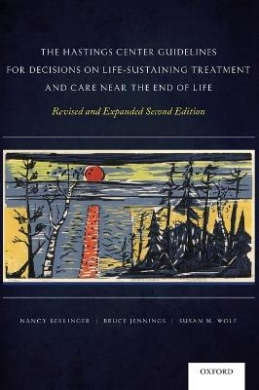 THE HASTINGS CENTER GUIDELINES
FOR DECISIONS ON LIFE-SUSTAINING TREATMENT
AND CARE NEAR THE END OF LIFE
Revised and Expanded Second Edition
NANCY BERLINGER | BRUCE JENNINGS | SUSAN M. WOLF
OXFORD